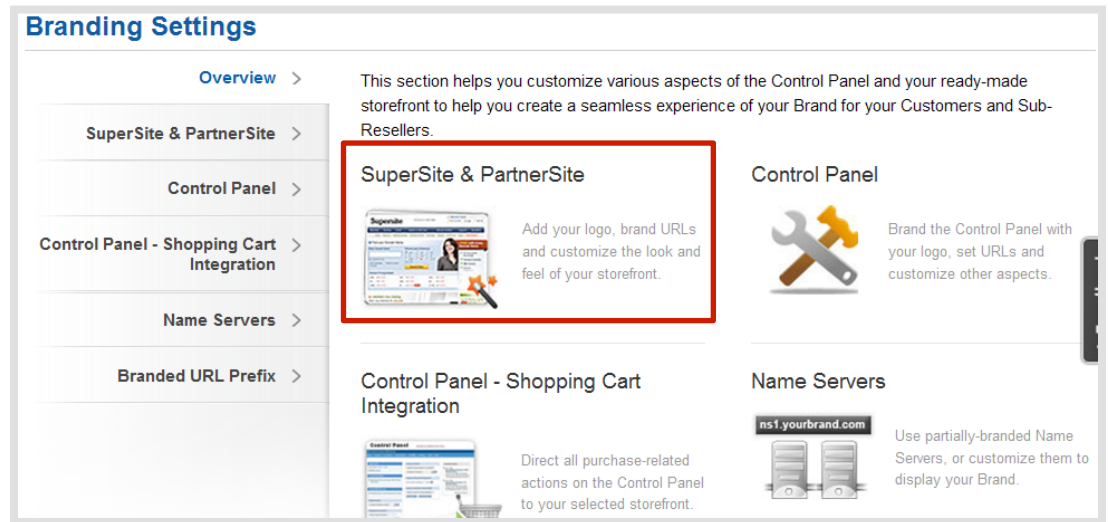 Branding Settings
Overview >
SuperSite & PartnerSite >
Control Panel >
Control Panel - Shopping Cart >
Integration
Name Servers >
Branded URL Prefix >
This section helps you customize various aspects of the Control Panel and your ready-made
storefront to help you create a seamless experience of your Brand for your Customers and Sub-
Resellers.
SuperSite & PartnerSite
Supersite
Add your logo, brand URLs
and customize the look and
feel of your storefront.
Control Panel
Brand the Control Panel with
your logo, set URLs and
customize other aspects.
Control Panel - Shopping Cart
Integration
Control Panel
Direct all purchase-related
actions on the Control Panel
to your selected storefront.
Name Servers
ns1.yourbrand.com
Use partially-branded Name
Servers, or customize them to
display your Brand.